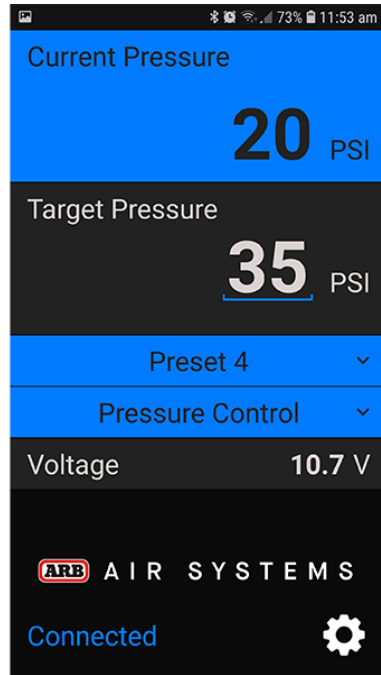 73% 11:53 am
Current Pressure
20 PSI
Target Pressure
35 PSI
Preset 4
Pressure Control
Voltage 10.7 V
ARB AIR SYSTEMS
Connected